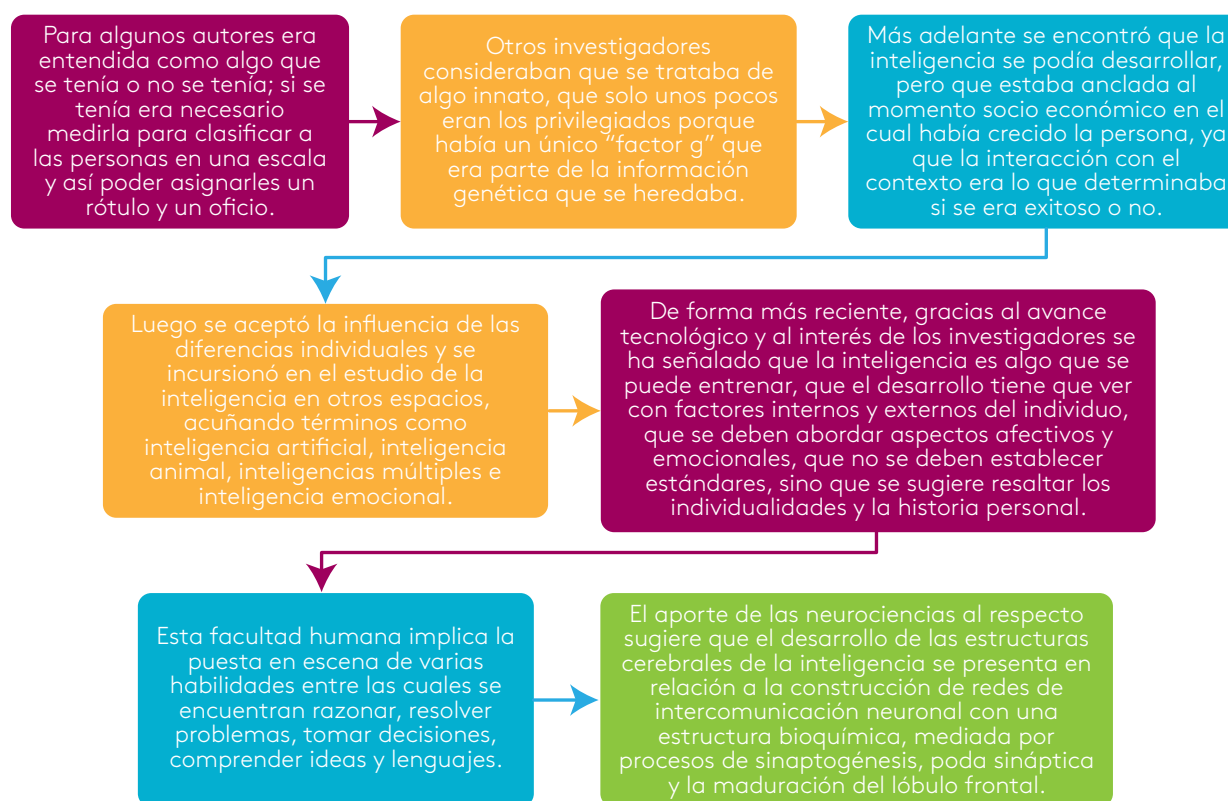 Para algunos autores era
entendida como algo que
se tenía o no se tenía; si se
tenía era necesario
medirla para clasificar a
las personas en una escala
y así poder asignarles un
rótulo y un oficio.
Otros investigadores
consideraban que se trataba de
algo innato, que solo unos pocos
eran los privilegiados porque
había un único “factor g” que
era parte de la información
genética que se heredaba.
Más adelante se encontró que la
inteligencia se podía desarrollar,
pero que estaba anclada al
momento socio económico en el
cual había crecido la persona, ya
que la interacción con el
contexto era lo que determinaba
si se era exitoso o no.
Luego se aceptó la influencia de las
diferencias individuales y se
incursionó en el estudio de la
inteligencia en otros espacios,
acuñando términos como
inteligencia artificial, inteligencia
animal, inteligencias múltiples e
inteligencia emocional.
De forma más reciente, gracias al avance
tecnológico y al interés de los investigadores se
ha señalado que la inteligencia es algo que se
puede entrenar, que el desarrollo tiene que ver
con factores internos y externos del individuo,
que se deben abordar aspectos afectivos y
emocionales, que no se deben establecer
estándares, sino que se sugiere resaltar los
individualidades y la historia personal.
Esta facultad humana implica la
puesta en escena de varias
habilidades entre las cuales se
encuentran razonar, resolver
problemas, tomar decisiones,
comprender ideas y lenguajes.
El aporte de las neurociencias al respecto
sugiere que el desarrollo de las estructuras
cerebrales de la inteligencia se presenta en
relación a la construcción de redes de
intercomunicación neuronal con una
estructura bioquímica, mediada por
procesos de sinaptogénesis, poda sináptica
y la maduración del lóbulo frontal.